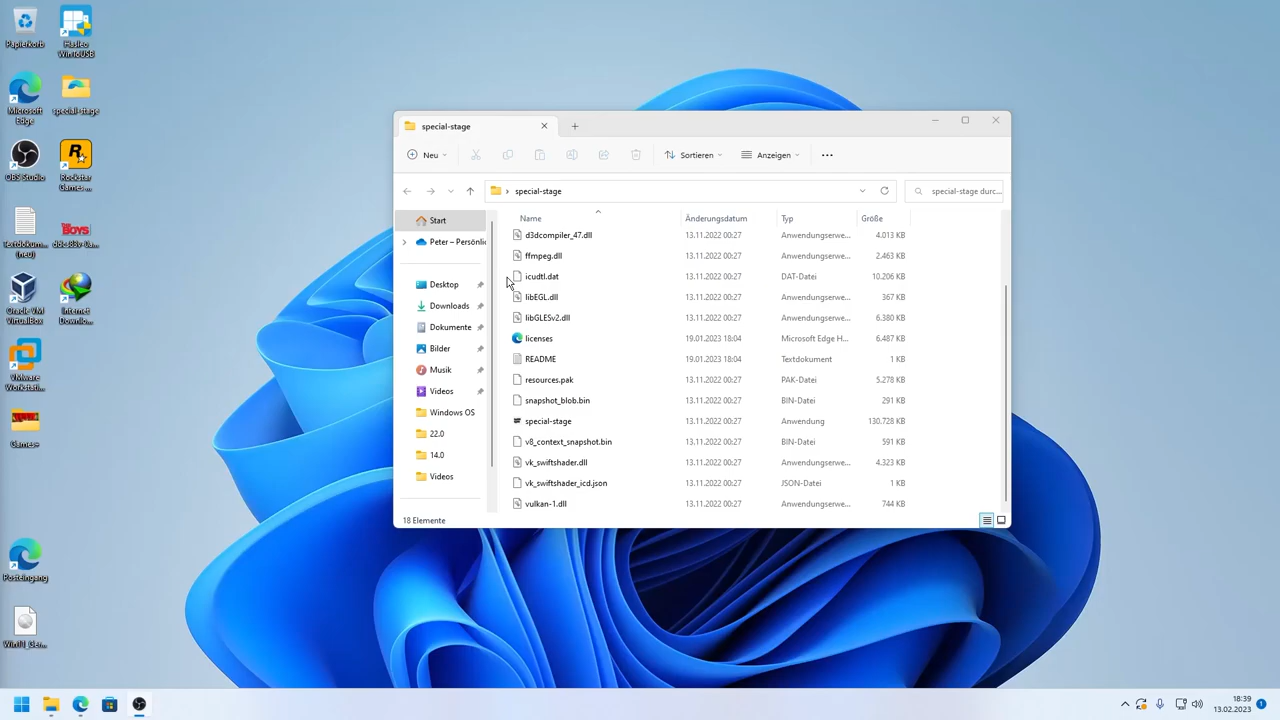 Papierkorb
Hasleo
WinToUSB
Microsoft
Edge
special-stage
OBS Studio
Rockstar
Games ...
Textdokum...
(neu)
Oracle VM
VirtualBox
Internet
Downlo...
VMware
Workstati...
Games+
Posteingang
Win11_Ger...
special-stage
Neu
Sortieren
Anzeigen
special-stage
special-stage durc...
Name
Änderungsdatum
Typ
Größe
Start
Peter – Persönlic
Desktop
Downloads
Dokumente
Bilder
Musik
Videos
Windows OS
22.0
14.0
Videos
d3dcompiler_47.dll 13.11.2022 00:27 Anwendungserwe... 4.013 KB
ffmpeg.dll 13.11.2022 00:27 Anwendungserwe... 2.463 KB
icudtl.dat 13.11.2022 00:27 DAT-Datei 10.206 KB
libEGL.dll 13.11.2022 00:27 Anwendungserwe... 367 KB
libGLESv2.dll 13.11.2022 00:27 Anwendungserwe... 6.380 KB
licenses 19.01.2023 18:04 Microsoft Edge H... 6.487 KB
README 19.01.2023 18:04 Textdokument 1 KB
resources.pak 13.11.2022 00:27 PAK-Datei 5.278 KB
snapshot_blob.bin 13.11.2022 00:27 BIN-Datei 291 KB
special-stage 13.11.2022 00:27 Anwendung 130.728 KB
v8_context_snapshot.bin 13.11.2022 00:27 BIN-Datei 591 KB
vk_swiftshader.dll 13.11.2022 00:27 Anwendungserwe... 4.323 KB
vk_swiftshader_icd.json 13.11.2022 00:27 JSON-Datei 1 KB
vulkan-1.dll 13.11.2022 00:27 Anwendungserwe... 744 KB
18 Elemente
18:39
13.02.2023
1